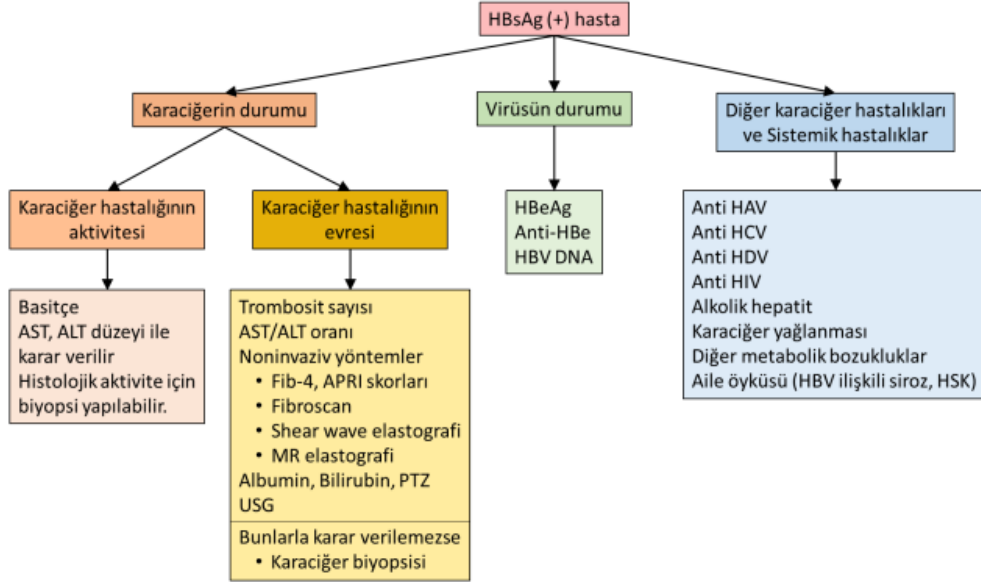 HBsAg (+) hasta
Karaciğerin durumu
Virüsün durumu
Diğer karaciğer hastalıkları
ve Sistemik hastalıklar
Karaciğer hastalığının
aktivitesi
Karaciğer hastalığının
evresi
HBeAg
Anti-HBe
HBV DNA
Anti HAV
Anti HCV
Anti HDV
Anti HIV
Alkolik hepatit
Karaciğer yağlanması
Diğer metabolik bozukluklar
Aile öyküsü (HBV ilişkili siroz, HSK)
Basitçe
AST, ALT düzeyi ile
karar verilir
Histolojik aktivite için
biyopsi yapılabilir.
Trombosit sayısı
AST/ALT oranı
Noninvaziv yöntemler
• Fib-4, APRI skorları
• Fibroscan
• Shear wave elastografi
• MR elastografi
Albumin, Bilirubin, PTZ
USG
Bunlarla karar verilemezse
• Karaciğer biyopsisi